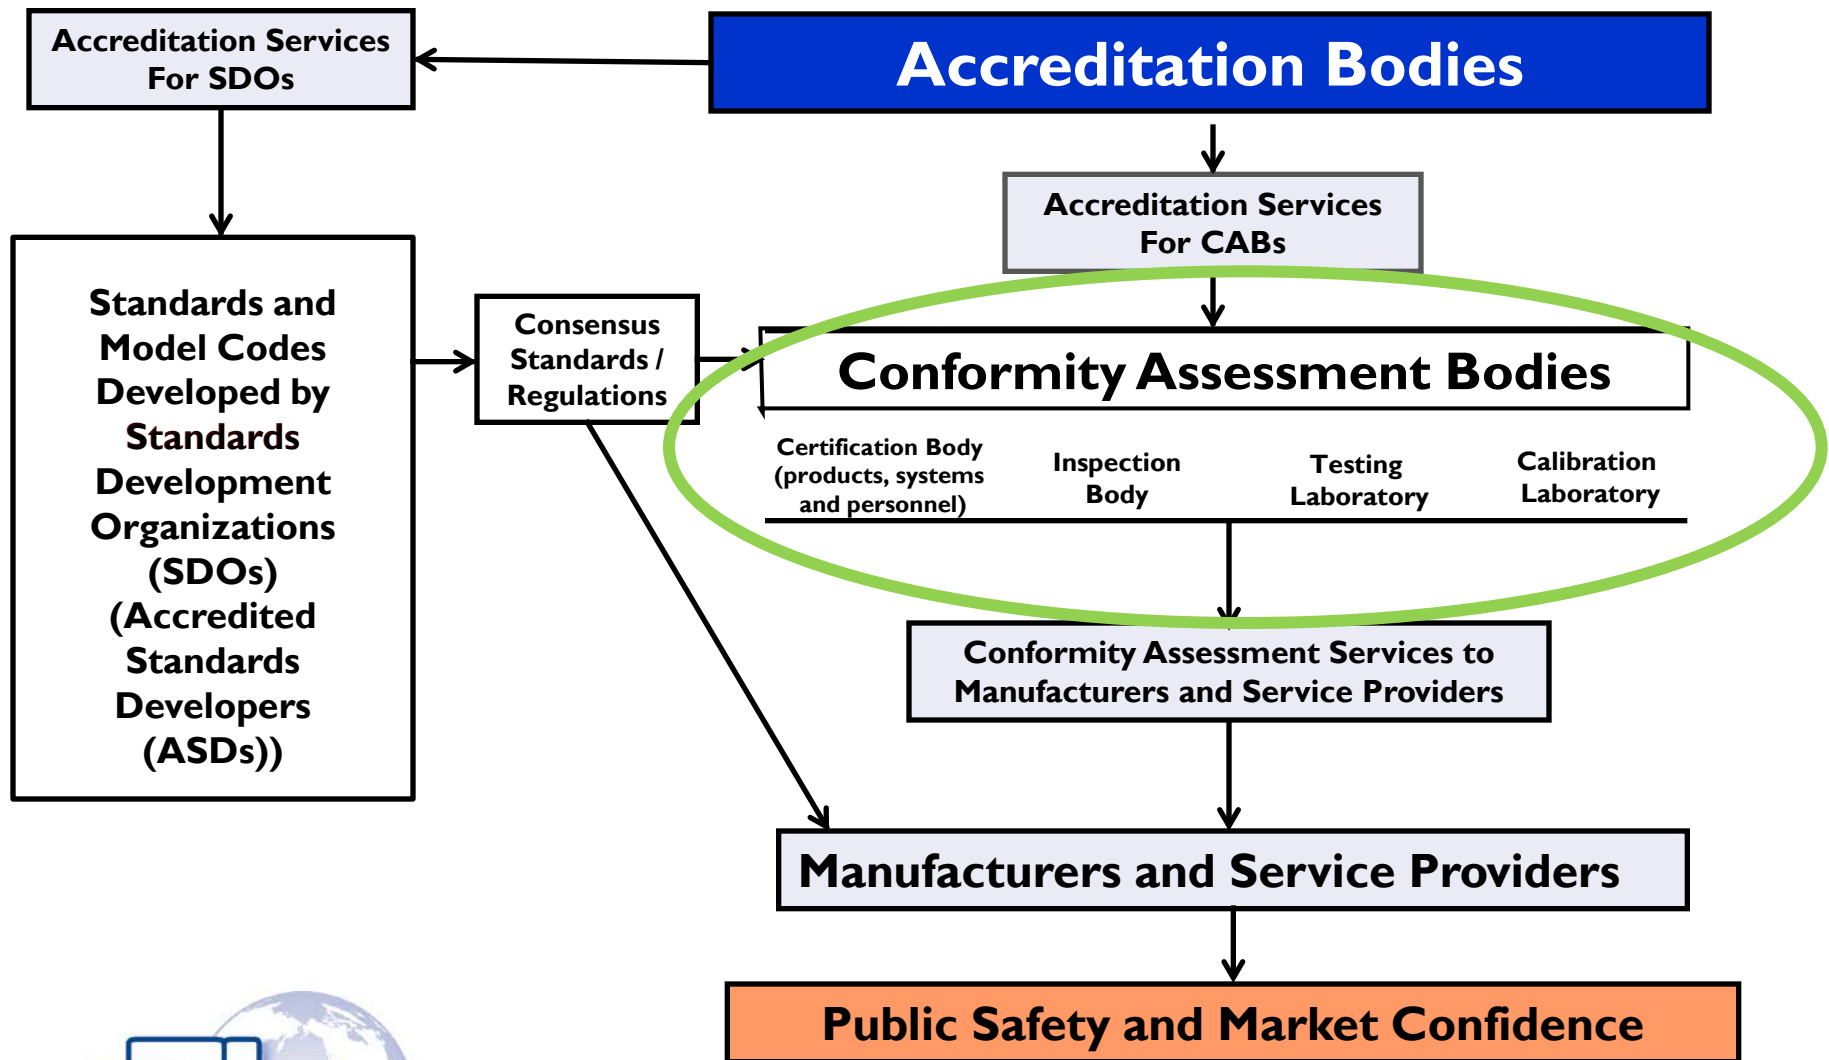 Accreditation Services
For SDOs
Accreditation Bodies
Accreditation Services
For CABs
Standards and
Model Codes
Developed by
Standards
Development
Organizations
(SDOs)
(Accredited
Standards
Developers
(ASDs))
Consensus
Standards /
Regulations
Conformity Assessment Bodies
Certification Body
(products, systems
and personnel)
Inspection
Body
Testing
Laboratory
Calibration
Laboratory
Conformity Assessment Services to
Manufacturers and Service Providers
Manufacturers and Service Providers
Public Safety and Market Confidence